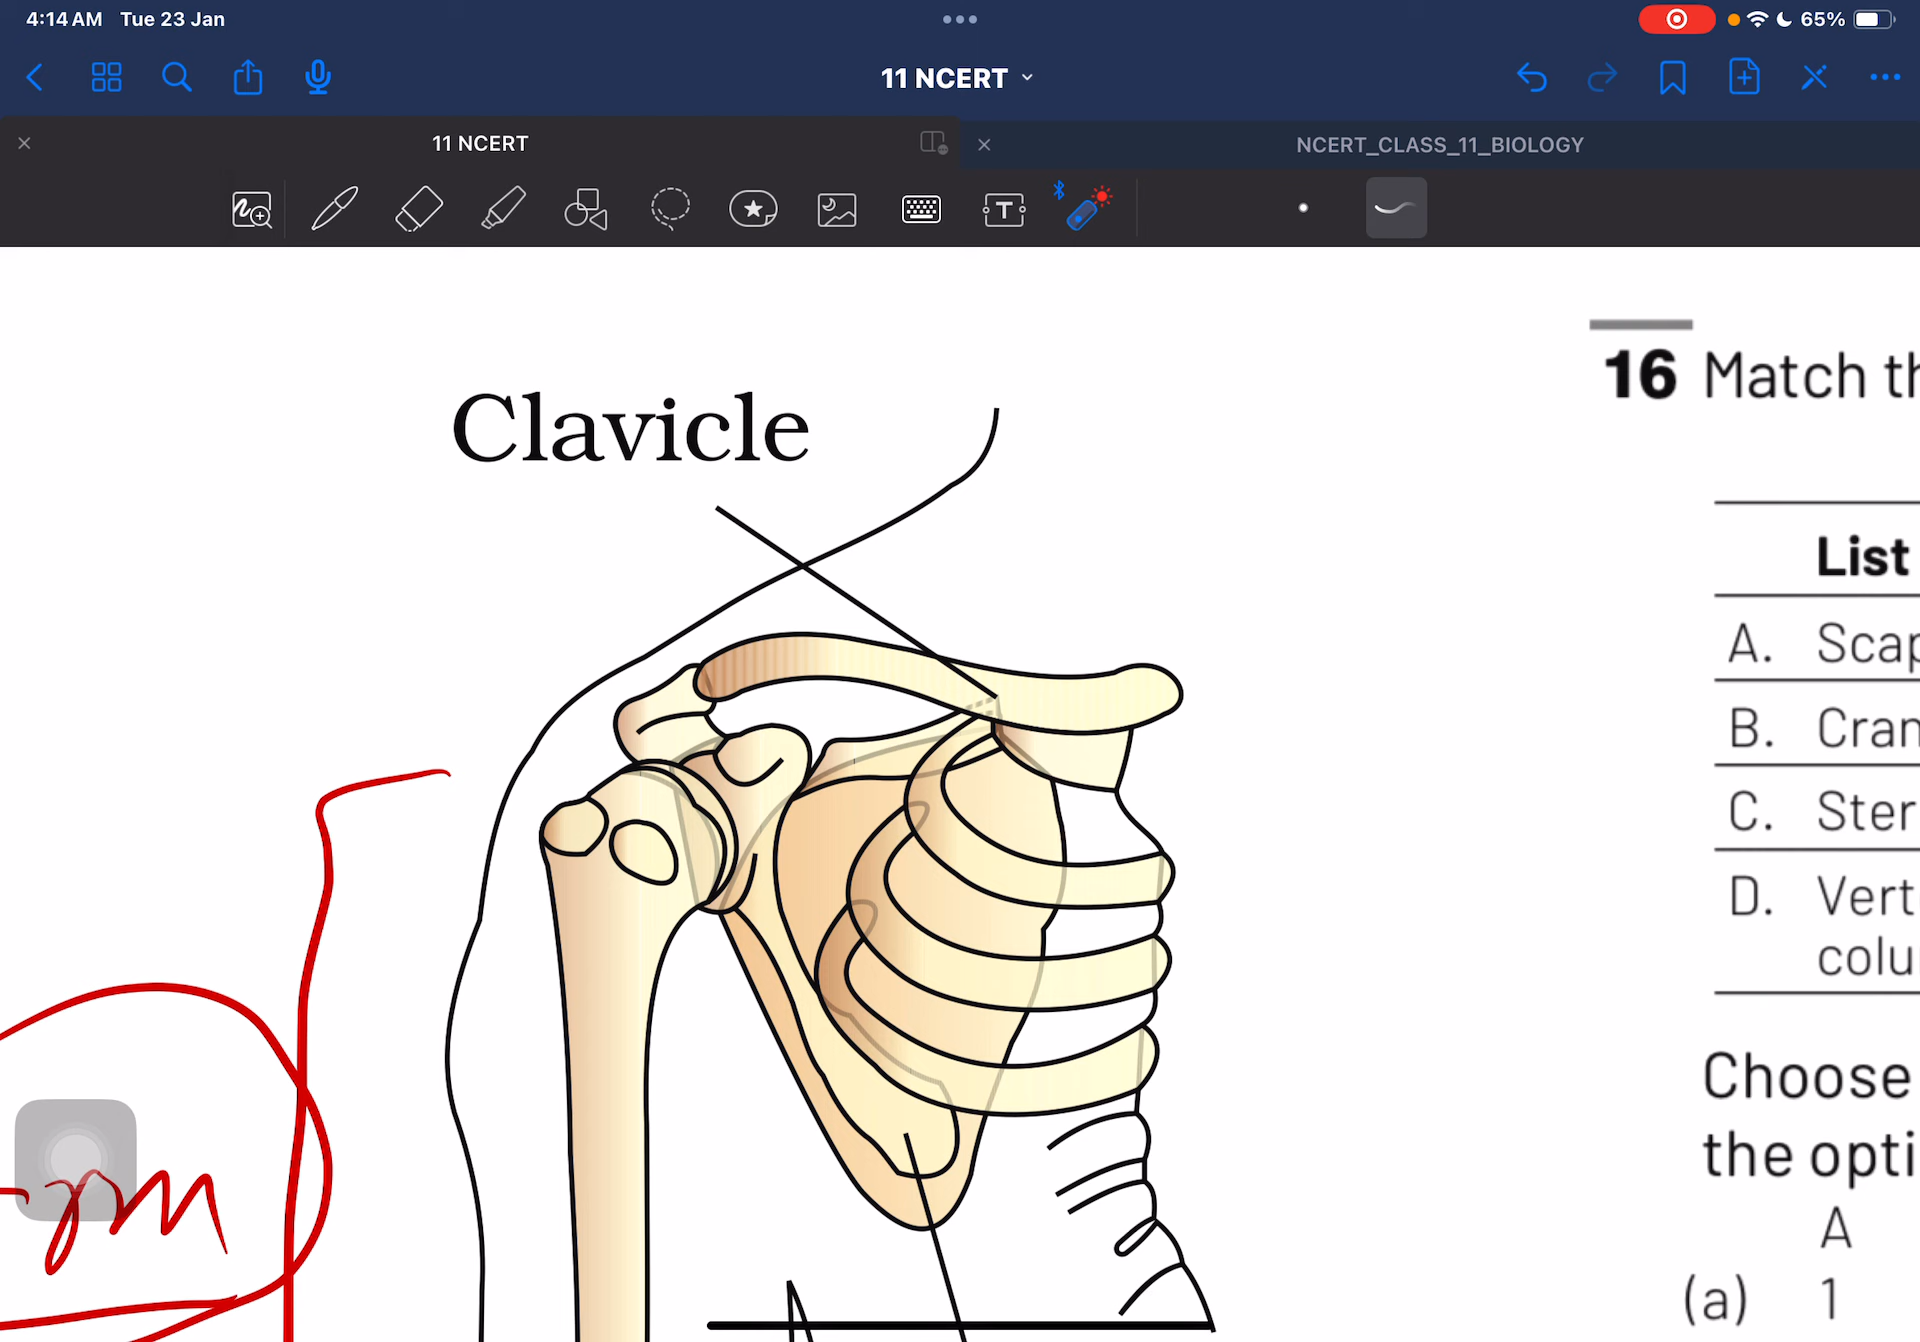 4:14 AM Tue 23 Jan
65%
11 NCERT
11 NCERT
NCERT_CLASS_11_BIOLOGY
T
Clavicle
16 Match th
List
A. Scap
B. Cran
C. Ster
D. Vert
colu
Choose
the opti
A
(a) 1